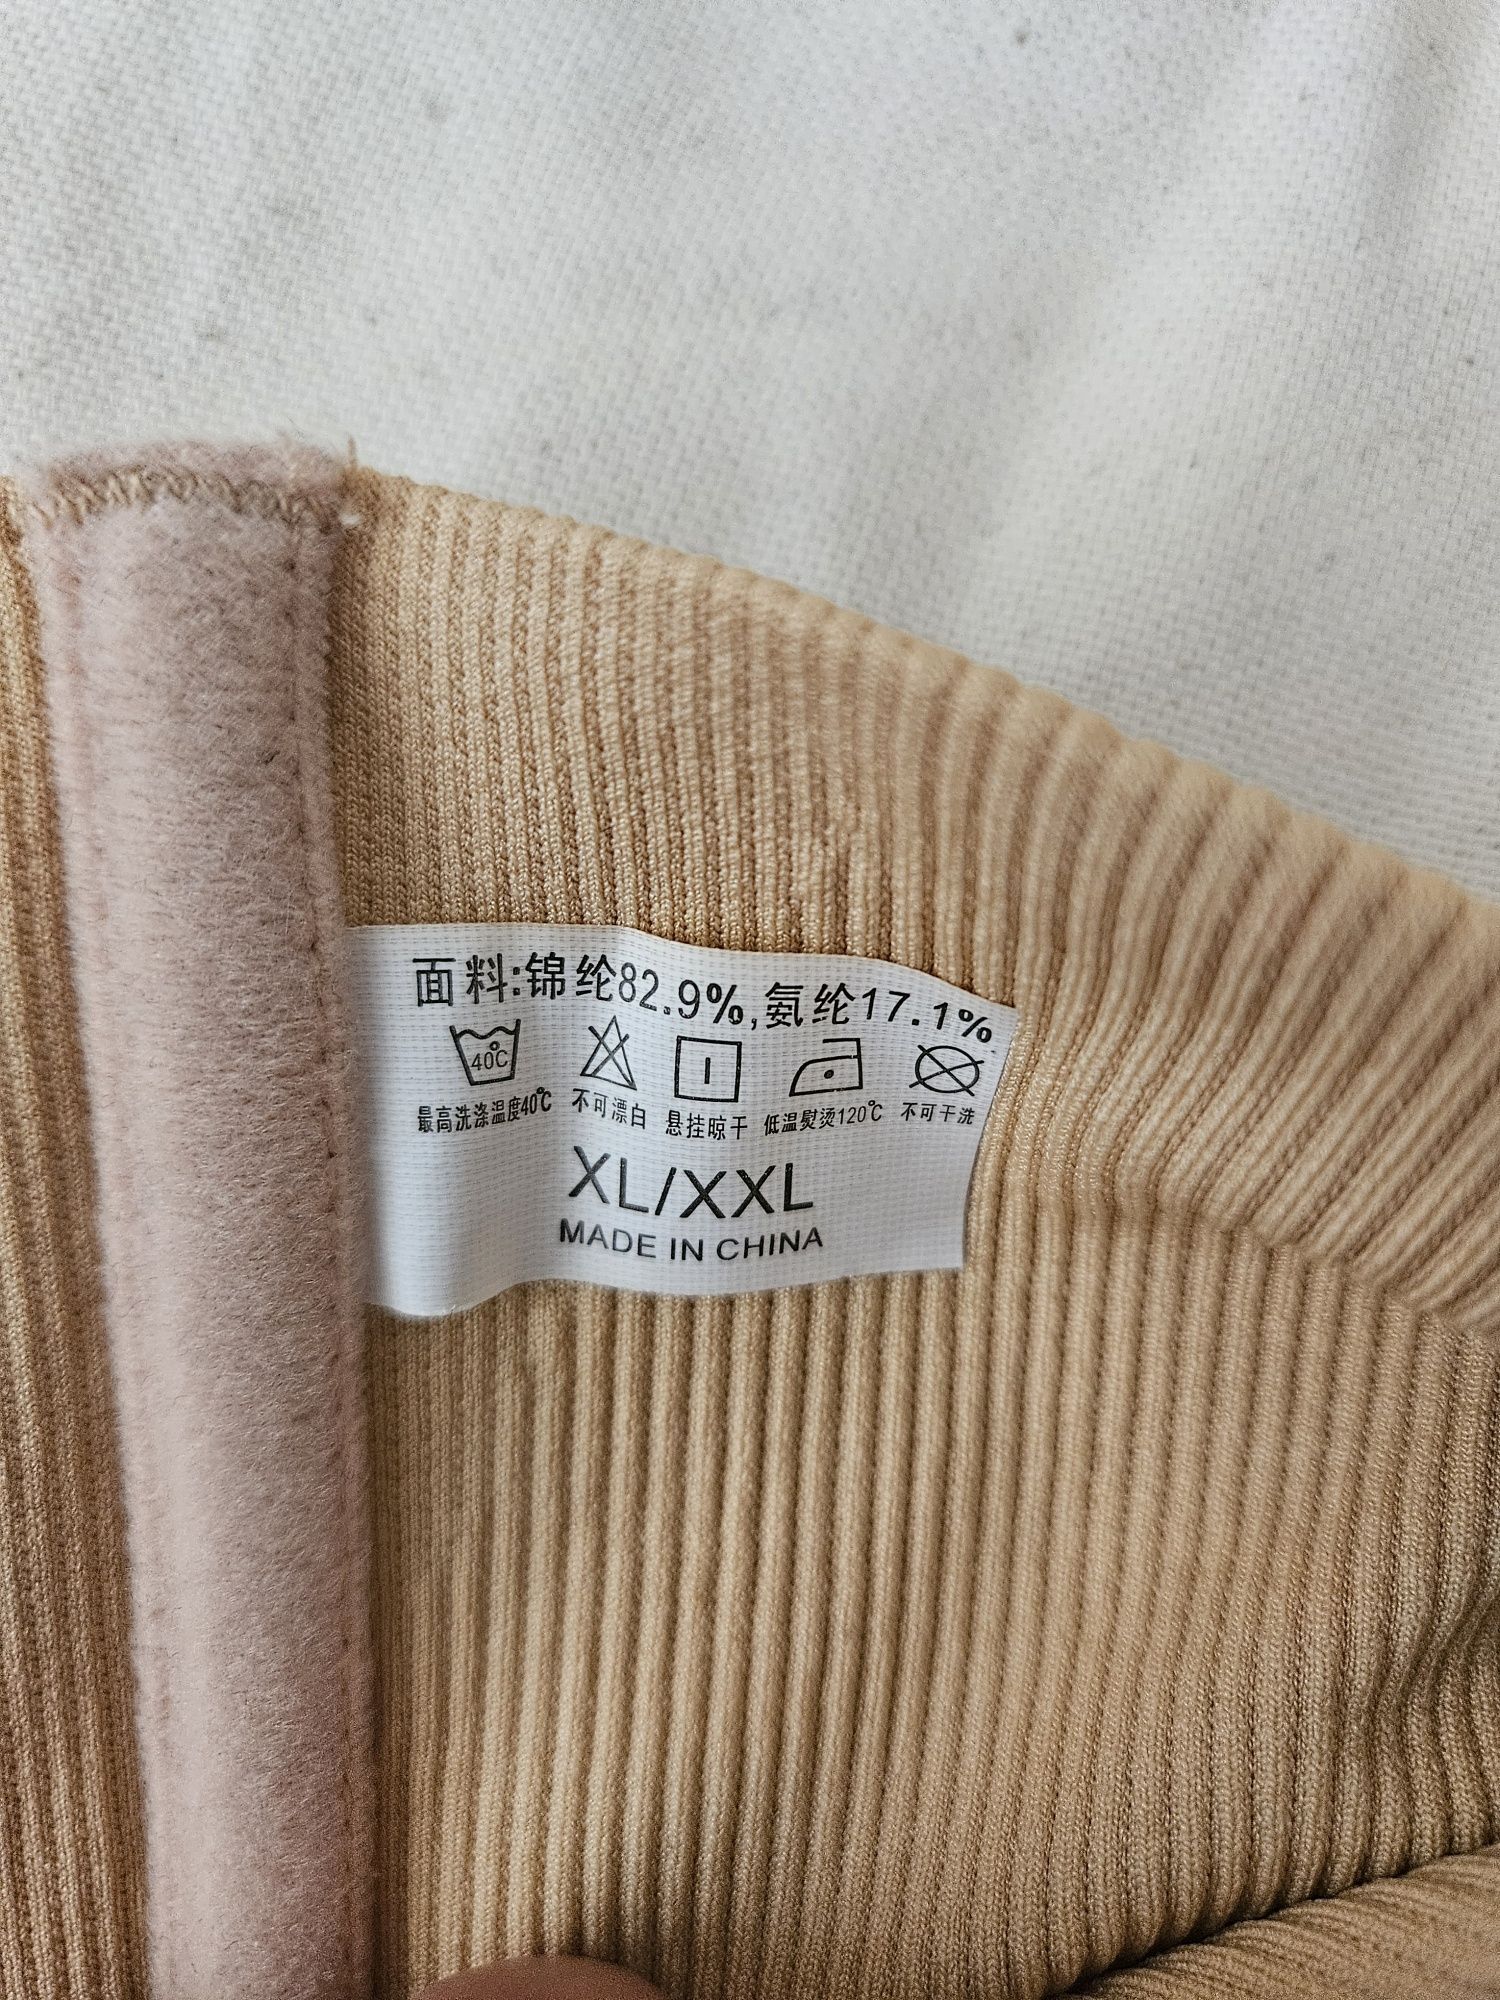 面料:锦纶82.9%,氨纶17.1%
40℃
最高洗涤温度40℃ 不可漂白 悬挂晾干 低温熨烫120℃ 不可干洗
XL/XXL
MADE IN CHINA